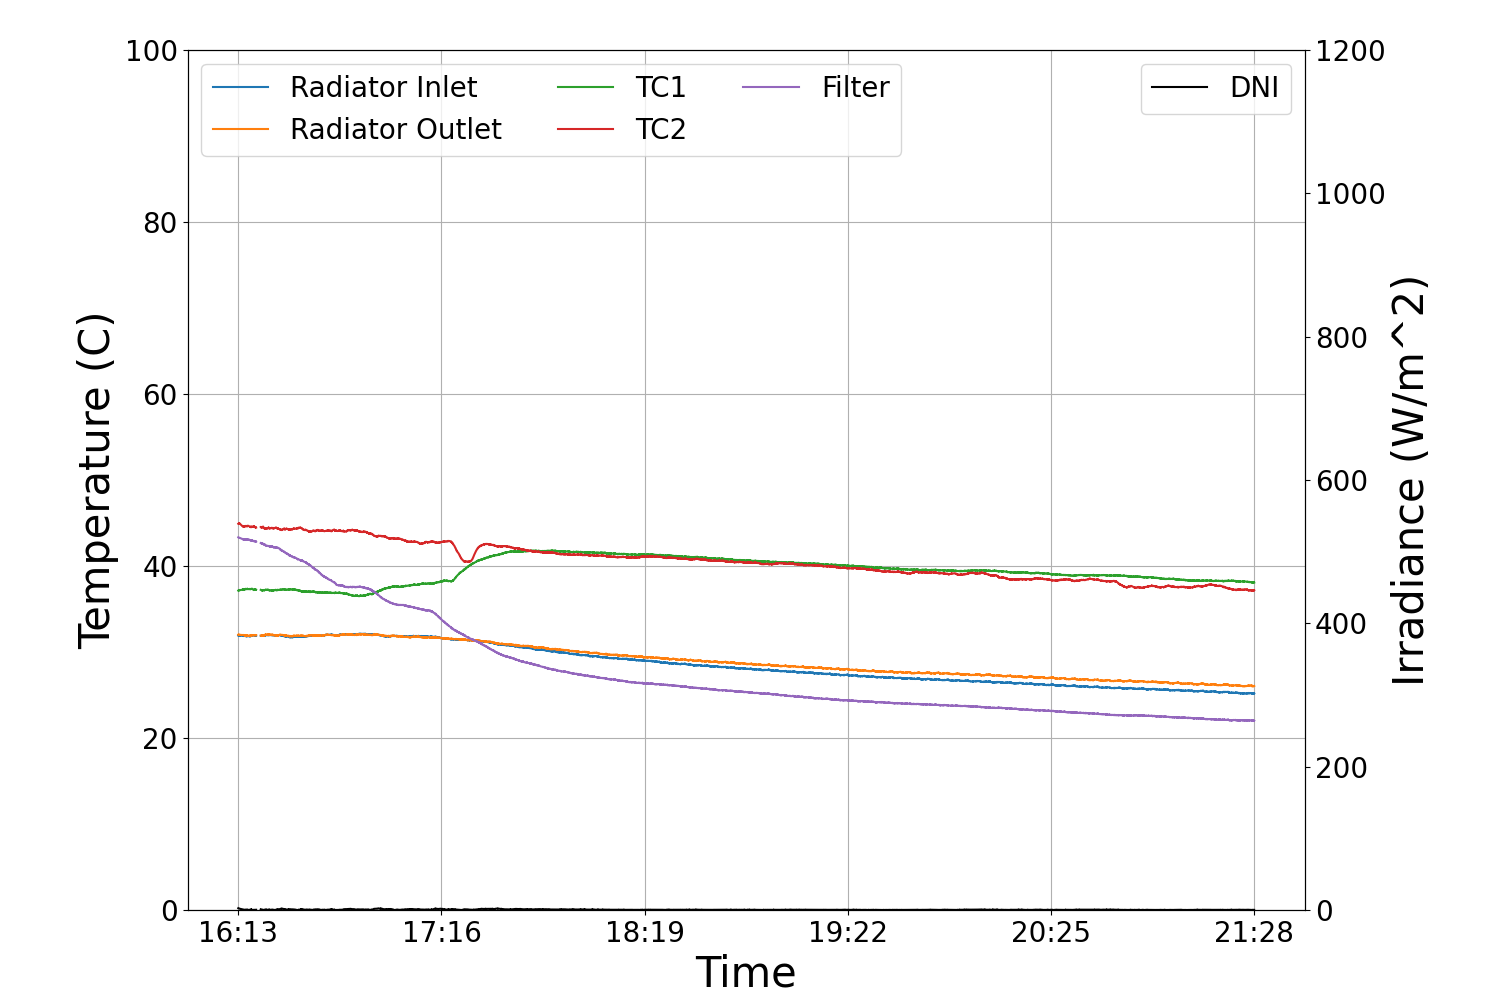 100
80
60
40
20
0
Temperature (C)
Radiator Inlet
Radiator Outlet
TC1
TC2
Filter
DNI
1200
1000
800
600
400
200
0
Irradiance (W/m^2)
16:13 17:16 18:19 19:22 20:25 21:28
Time